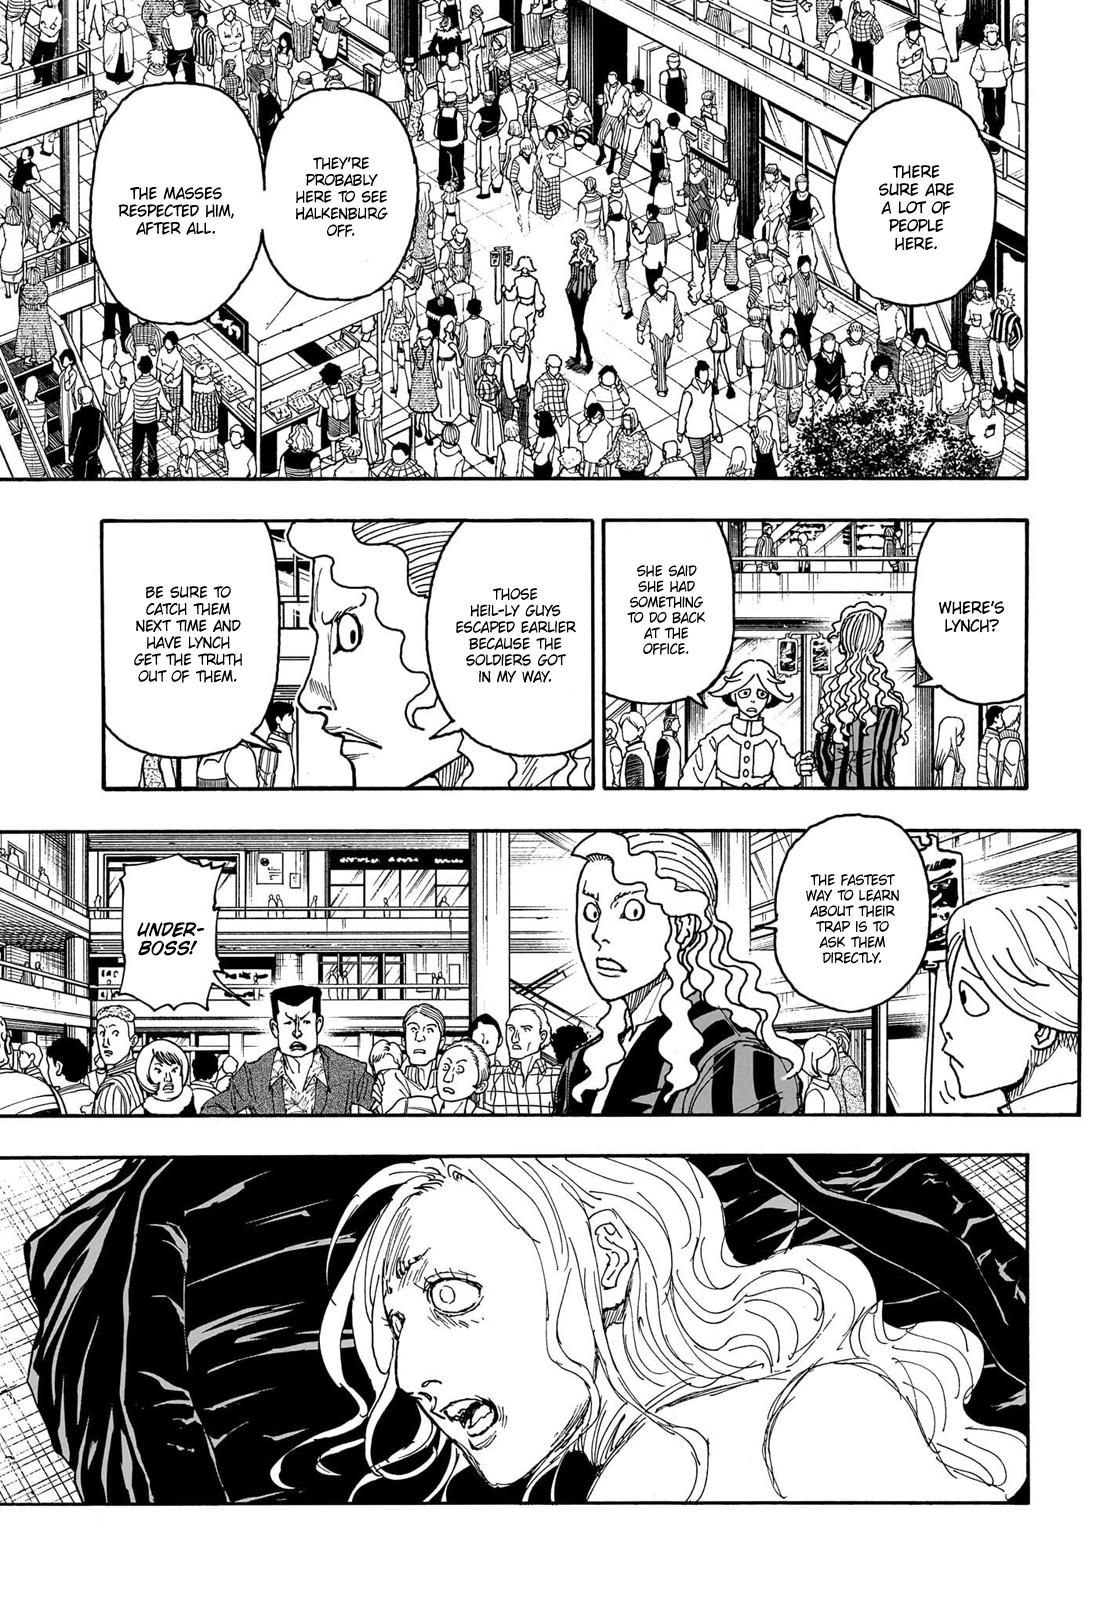 THERE
SURE ARE
A LOT OF
PEOPLE
HERE.
THEY'RE
PROBABLY
HERE TO SEE
HALKENBURG
OFF.
THE MASSES
RESPECTED HIM,
AFTER ALL.
WHERE'S
LYNCH?
SHE SAID
SHE HAD
SOMETHING
TO DO BACK
AT THE
OFFICE.
THOSE
HEIL-LY GUYS
ESCAPED EARLIER
BECAUSE THE
SOLDIERS GOT
IN MY WAY.
BE SURE TO
CATCH THEM
NEXT TIME AND
HAVE LYNCH
GET THE TRUTH
OUT OF THEM.
THE FASTEST
WAY TO LEARN
ABOUT THEIR
TRAP IS TO
ASK THEM
DIRECTLY.
UNDER-
BOSS!